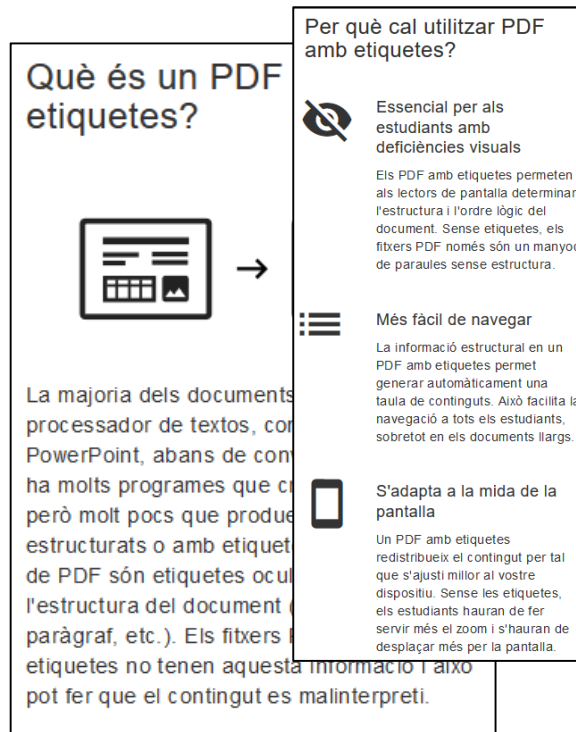 Què és un PDF
etiquetes?
La majoria dels documents
processador de textos, com
PowerPoint, abans de
ha molts programes que
però molt pocs que
estructurats o amb
de PDF són etiquetes
l'estructura del document
paràgraf, etc.). Els fitxers
etiquetes no tenen aquesta informació i això
pot fer que el contingut es malinterpreti.
Per què cal utilitzar PDF
amb etiquetes?
Essencial per als
estudiants amb
deficiències visuals
Els PDF amb etiquetes permeten
als lectors de pantalla determinar
l'estructura i l'ordre lògic del
document. Sense etiquetes, els
fitxers PDF només són un manyoc
de paraules sense estructura.
Més fàcil de navegar
La informació estructural en un
PDF amb etiquetes permet
generar automàticament una
taula de continguts. Això facilita la
navegació a tots els estudiants,
sobretot en els documents llargs.
S'adapta a la mida de la
pantalla
Un PDF amb etiquetes
redistribueix el contingut per tal
que s'ajusti millor al vostre
dispositiu. Sense les etiquetes,
els estudiants hauran de fer
servir més el zoom i s'hauran de
desplaçar més per la pantalla.